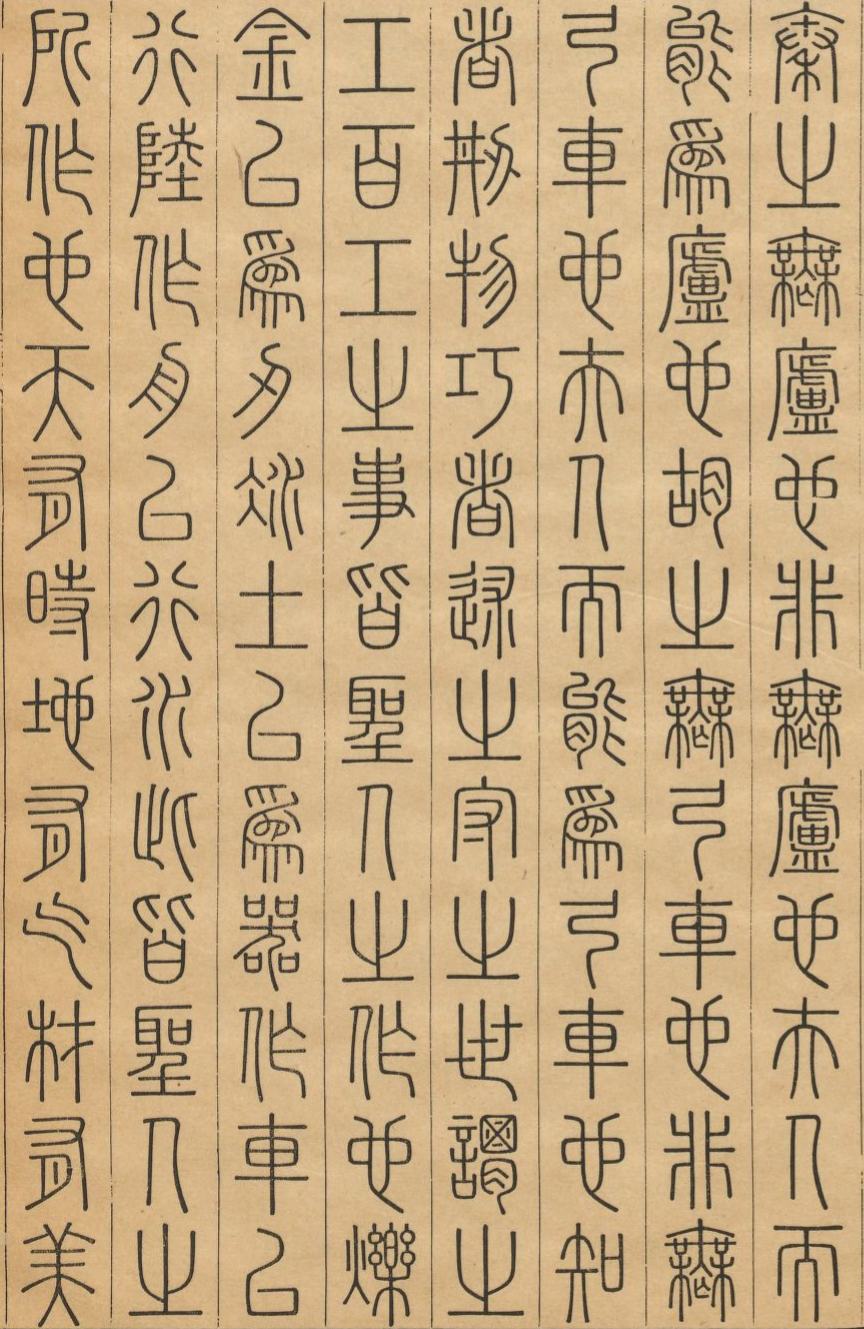 秦之無廬也非無廬也夫人而
能爲廬也胡之無弓車也非無
弓車也夫人而能爲弓車也知
者刱物巧者述之守之世謂之
工百工之事皆聖人之作也爍
金以爲刃冰土以爲器作車以
行陸作舟以行水此皆聖人之
所作也天有時地有气材有美